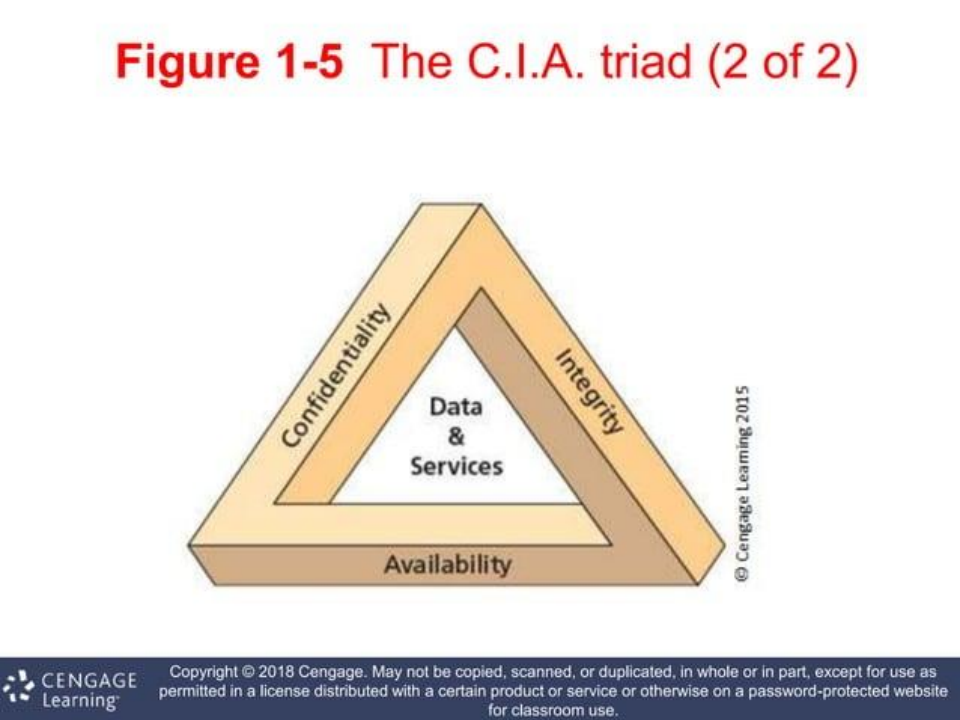 Figure 1-5 The C.I.A. triad (2 of 2)
Confidentiality
Integrity
Data
&
Services
Availability
© Cengage Learning 2015
CENGAGE
Learning
Copyright © 2018 Cengage. May not be copied, scanned, or duplicated, in whole or in part, except for use as
permitted in a license distributed with a certain product or service or otherwise on a password-protected website
for classroom use.